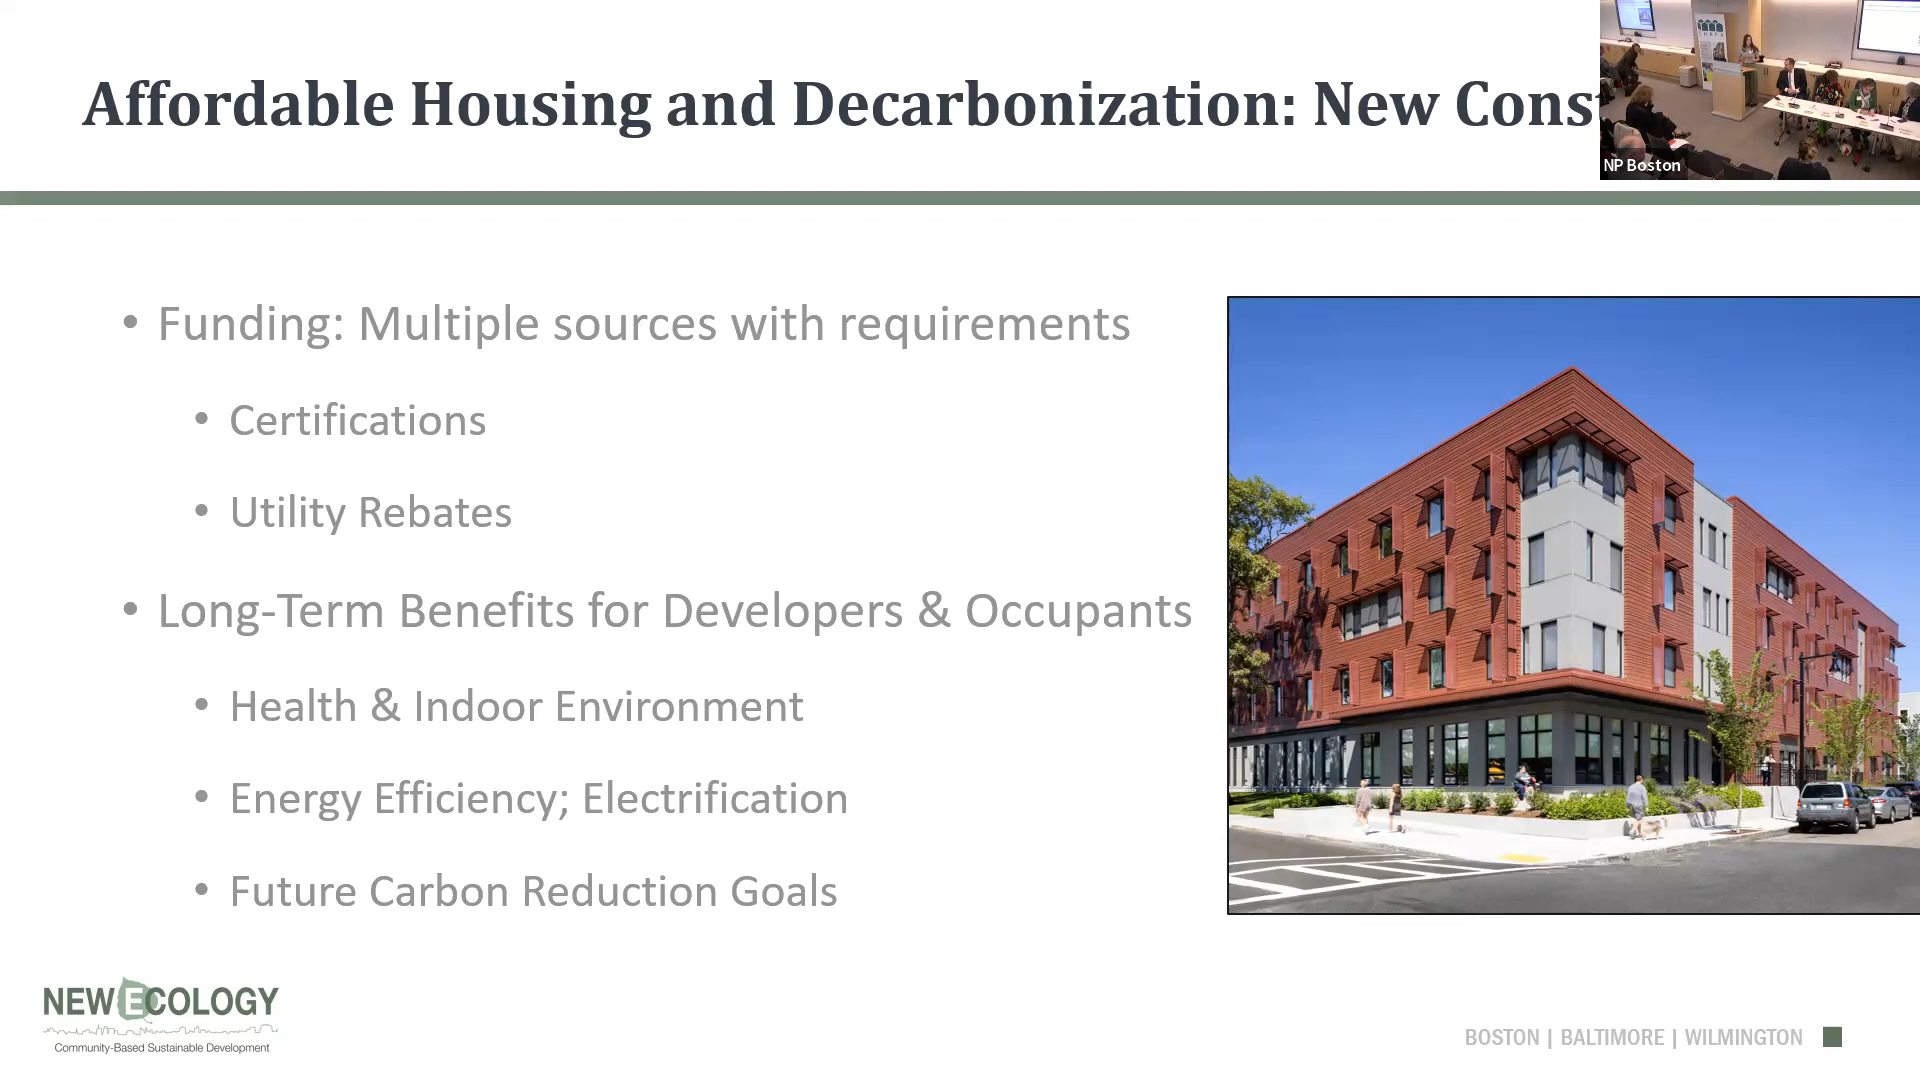 Affordable Housing and Decarbonization: New Cons
NP Boston
• Funding: Multiple sources with requirements
• Certifications
• Utility Rebates
• Long-Term Benefits for Developers & Occupants
• Health & Indoor Environment
• Energy Efficiency; Electrification
• Future Carbon Reduction Goals
NEW ECOLOGY
Community-Based Sustainable Development
BOSTON | BALTIMORE | WILMINGTON